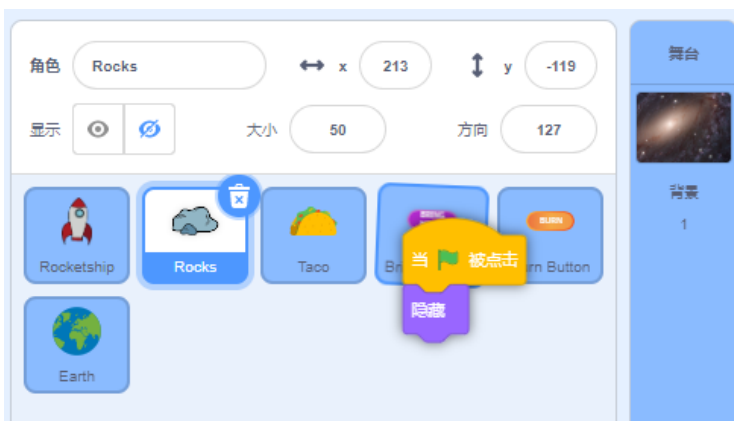 角色 Rocks x 213 y -119
显示 大小 50 方向 127
舞台
背景
1
BURN
Rocketship Rocks Taco Br rn Button
当 被点击
隐藏
Earth